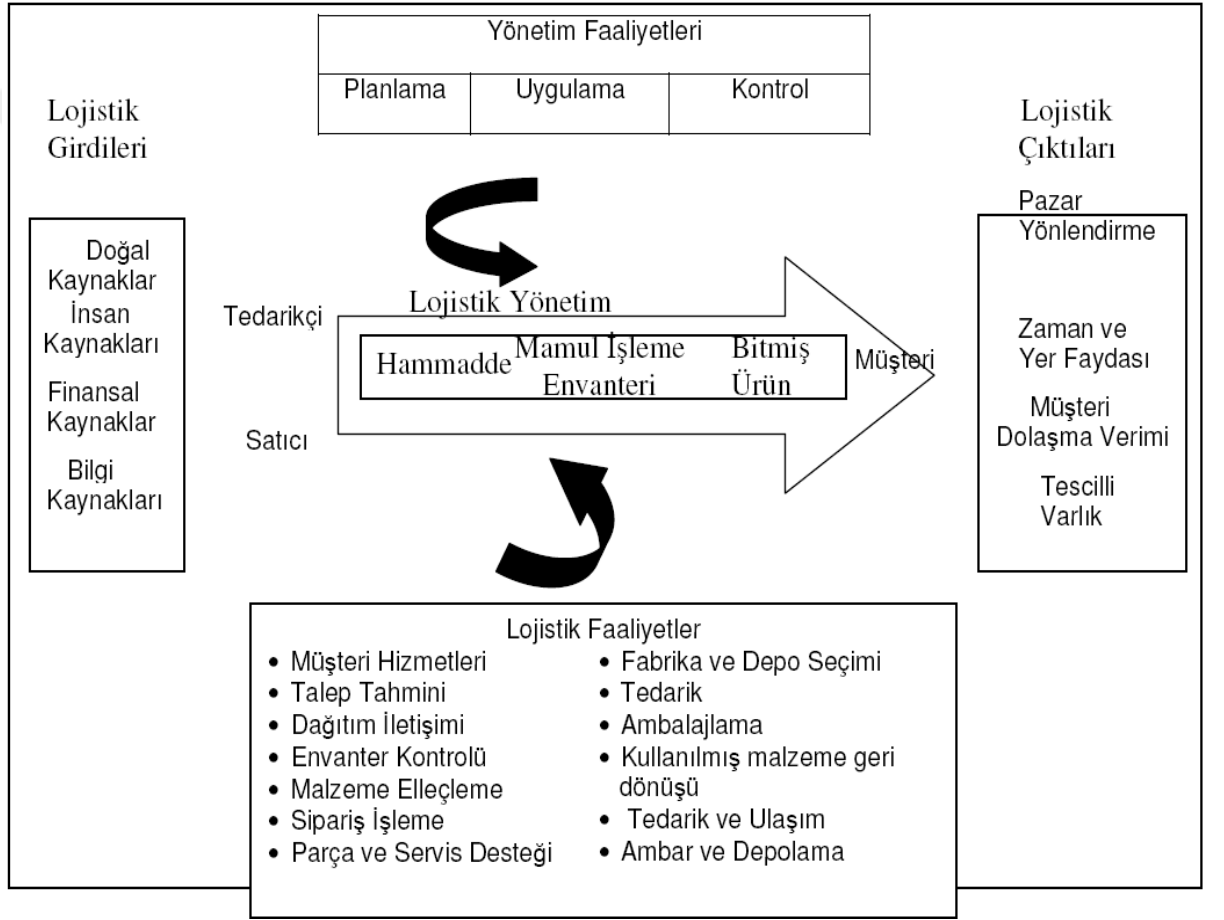 Yönetim Faaliyetleri
Planlama Uygulama Kontrol
Lojistik
Girdileri
Lojistik
Çıktıları
Doğal
Kaynaklar
İnsan
Kaynakları
Finansal
Kaynaklar
Bilgi
Kaynakları
Tedarikçi
Satıcı
Lojistik Yönetim
Hammadde
Mamul İşleme
Envanteri
Bitmiş
Ürün
Müşteri
Pazar
Yönlendirme
Zaman ve
Yer Faydası
Müşteri
Dolaşma Verimi
Tescilli
Varlık
Lojistik Faaliyetler
• Müşteri Hizmetleri
• Talep Tahmini
• Dağıtım İletişimi
• Envanter Kontrolü
• Malzeme Elleçleme
• Sipariş İşleme
• Parça ve Servis Desteği
• Fabrika ve Depo Seçimi
• Tedarik
• Ambalajlama
• Kullanılmış malzeme geri
dönüşü
• Tedarik ve Ulaşım
• Ambar ve Depolama